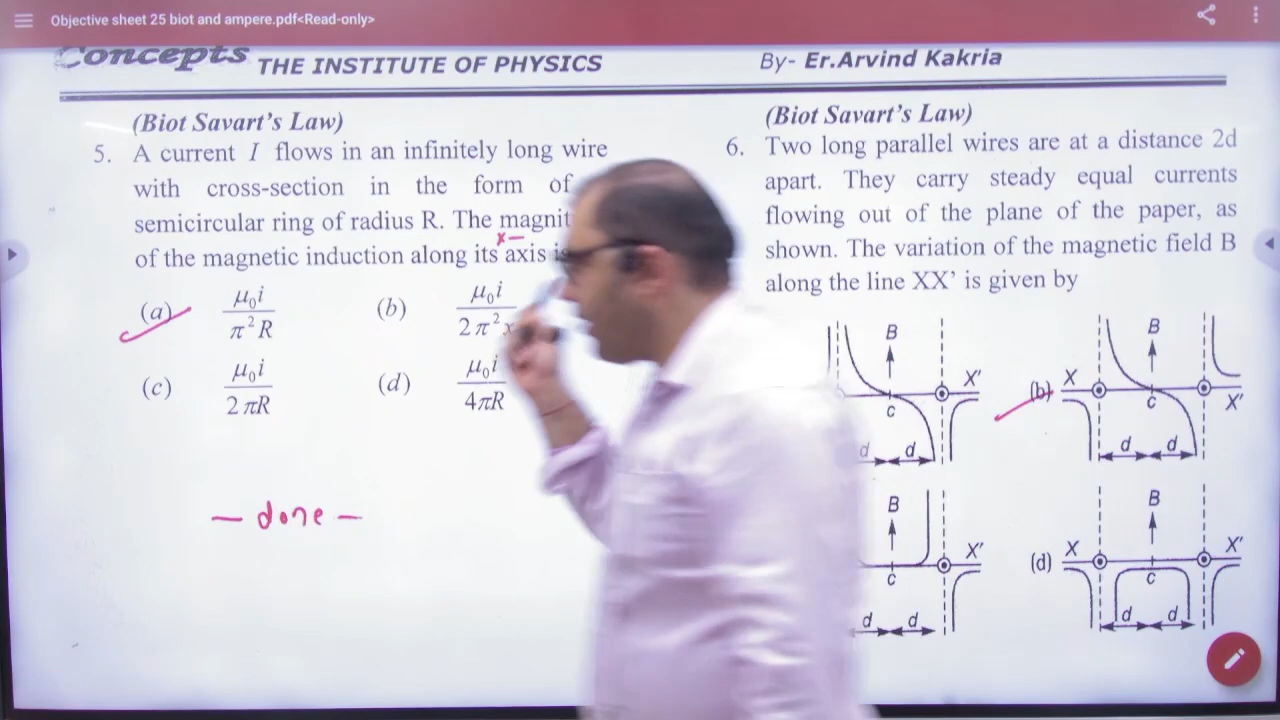 Objective sheet 25 biot and ampere.pdf<Read-only>
Concepts THE INSTITUTE OF PHYSICS By- Er.Arvind Kakria
(Biot Savart's Law)
5. A current I flows in an infinitely long wire
with cross-section in the form of
semicircular ring of radius R. The magnit
of the magnetic induction along its axis
x
(a) μ₀i / π²R (b) μ₀i / 2π²
(c) μ₀i / 2πR (d) μ₀i / 4πR
— done —
(Biot Savart's Law)
6. Two long parallel wires are at a distance 2d
apart. They carry steady equal currents
flowing out of the plane of the paper, as
shown. The variation of the magnetic field B
along the line XX' is given by
B X' C d d
(b) X B C X' d d
B X' C d d
(d) X B C X' d d